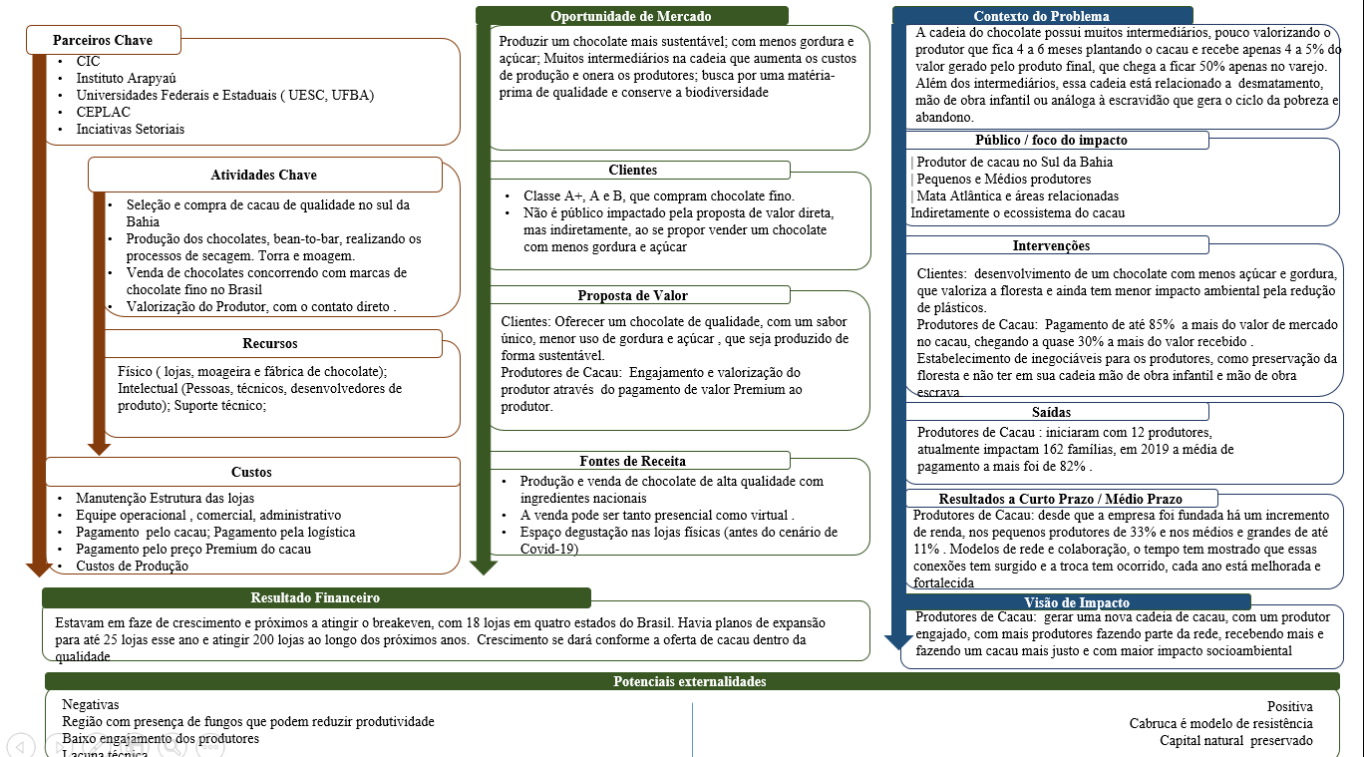 Parceiros Chave
• CIC
• Instituto Arapyaú
• Universidades Federais e Estaduais ( UESC, UFBA)
• CEPLAC
• Inciativas Setoriais
Atividades Chave
• Seleção e compra de cacau de qualidade no sul da
Bahia
• Produção dos chocolates, bean-to-bar, realizando os
processos de secagem. Torra e moagem.
• Venda de chocolates concorrendo com marcas de
chocolate fino no Brasil
• Valorização do Produtor, com o contato direto .
Recursos
Físico ( lojas, moageira e fábrica de chocolate);
Intelectual (Pessoas, técnicos, desenvolvedores de
produto); Suporte técnico;
Custos
• Manutenção Estrutura das lojas
• Equipe operacional , comercial, administrativo
• Pagamento pelo cacau; Pagamento pela logística
• Pagamento pelo preço Premium do cacau
• Custos de Produção
Oportunidade de Mercado
Produzir um chocolate mais sustentável; com menos gordura e
açúcar; Muitos intermediários na cadeia que aumenta os custos
de produção e onera os produtores; busca por uma matéria-
prima de qualidade e conserve a biodiversidade
Clientes
• Classe A+, A e B, que compram chocolate fino.
• Não é público impactado pela proposta de valor direta,
mas indiretamente, ao se propor vender um chocolate
com menos gordura e açúcar
Proposta de Valor
Clientes: Oferecer um chocolate de qualidade, com um sabor
único, menor uso de gordura e açúcar , que seja produzido de
forma sustentável.
Produtores de Cacau: Engajamento e valorização do
produtor através do pagamento de valor Premium ao
produtor.
Fontes de Receita
• Produção e venda de chocolate de alta qualidade com
ingredientes nacionais
• A venda pode ser tanto presencial como virtual .
• Espaço degustação nas lojas físicas (antes do cenário de
Covid-19)
Contexto do Problema
A cadeia do chocolate possui muitos intermediários, pouco valorizando o
produtor que fica 4 a 6 meses plantando o cacau e recebe apenas 4 a 5% do
valor gerado pelo produto final, que chega a ficar 50% apenas no varejo.
Além dos intermediários, essa cadeia está relacionado a desmatamento,
mão de obra infantil ou análoga à escravidão que gera o ciclo da pobreza e
abandono.
Público / foco do impacto
| Produtor de cacau no Sul da Bahia
| Pequenos e Médios produtores
| Mata Atlântica e áreas relacionadas
Indiretamente o ecossistema do cacau
Intervenções
Clientes: desenvolvimento de um chocolate com menos açúcar e gordura,
que valoriza a floresta e ainda tem menor impacto ambiental pela redução
de plásticos.
Produtores de Cacau: Pagamento de até 85% a mais do valor de mercado
no cacau, chegando a quase 30% a mais do valor recebido .
Estabelecimento de inegociáveis para os produtores, como preservação da
floresta e não ter em sua cadeia mão de obra infantil e mão de obra
escrava.
Saídas
Produtores de Cacau : iniciaram com 12 produtores,
atualmente impactam 162 famílias, em 2019 a média de
pagamento a mais foi de 82% .
Resultados a Curto Prazo / Médio Prazo
Produtores de Cacau: desde que a empresa foi fundada há um incremento
de renda, nos pequenos produtores de 33% e nos médios e grandes de até
11% . Modelos de rede e colaboração, o tempo tem mostrado que essas
conexões tem surgido e a troca tem ocorrido, cada ano está melhorada e
fortalecida
Visão de Impacto
Produtores de Cacau: gerar uma nova cadeia de cacau, com um produtor
engajado, com mais produtores fazendo parte da rede, recebendo mais e
fazendo um cacau mais justo e com maior impacto socioambiental
Resultado Financeiro
Estavam em faze de crescimento e próximos a atingir o breakeven, com 18 lojas em quatro estados do Brasil. Havia planos de expansão
para até 25 lojas esse ano e atingir 200 lojas ao longo dos próximos anos. Crescimento se dará conforme a oferta de cacau dentro da
qualidade
Potenciais externalidades
Negativas
Região com presença de fungos que podem reduzir produtividade
Baixo engajamento dos produtores
Lacuna técnica
Positiva
Cabruca é modelo de resistência
Capital natural preservado